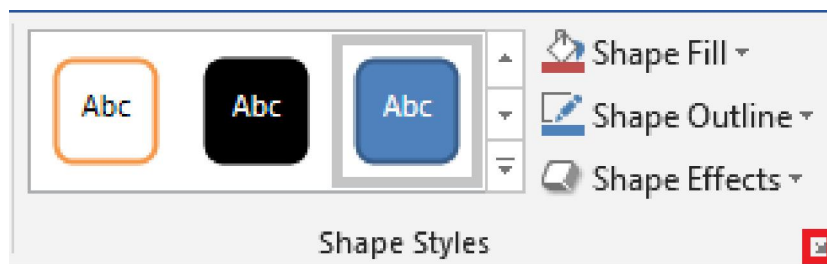 Abc Abc Abc Shape Fill
Shape Outline
Shape Effects
Shape Styles